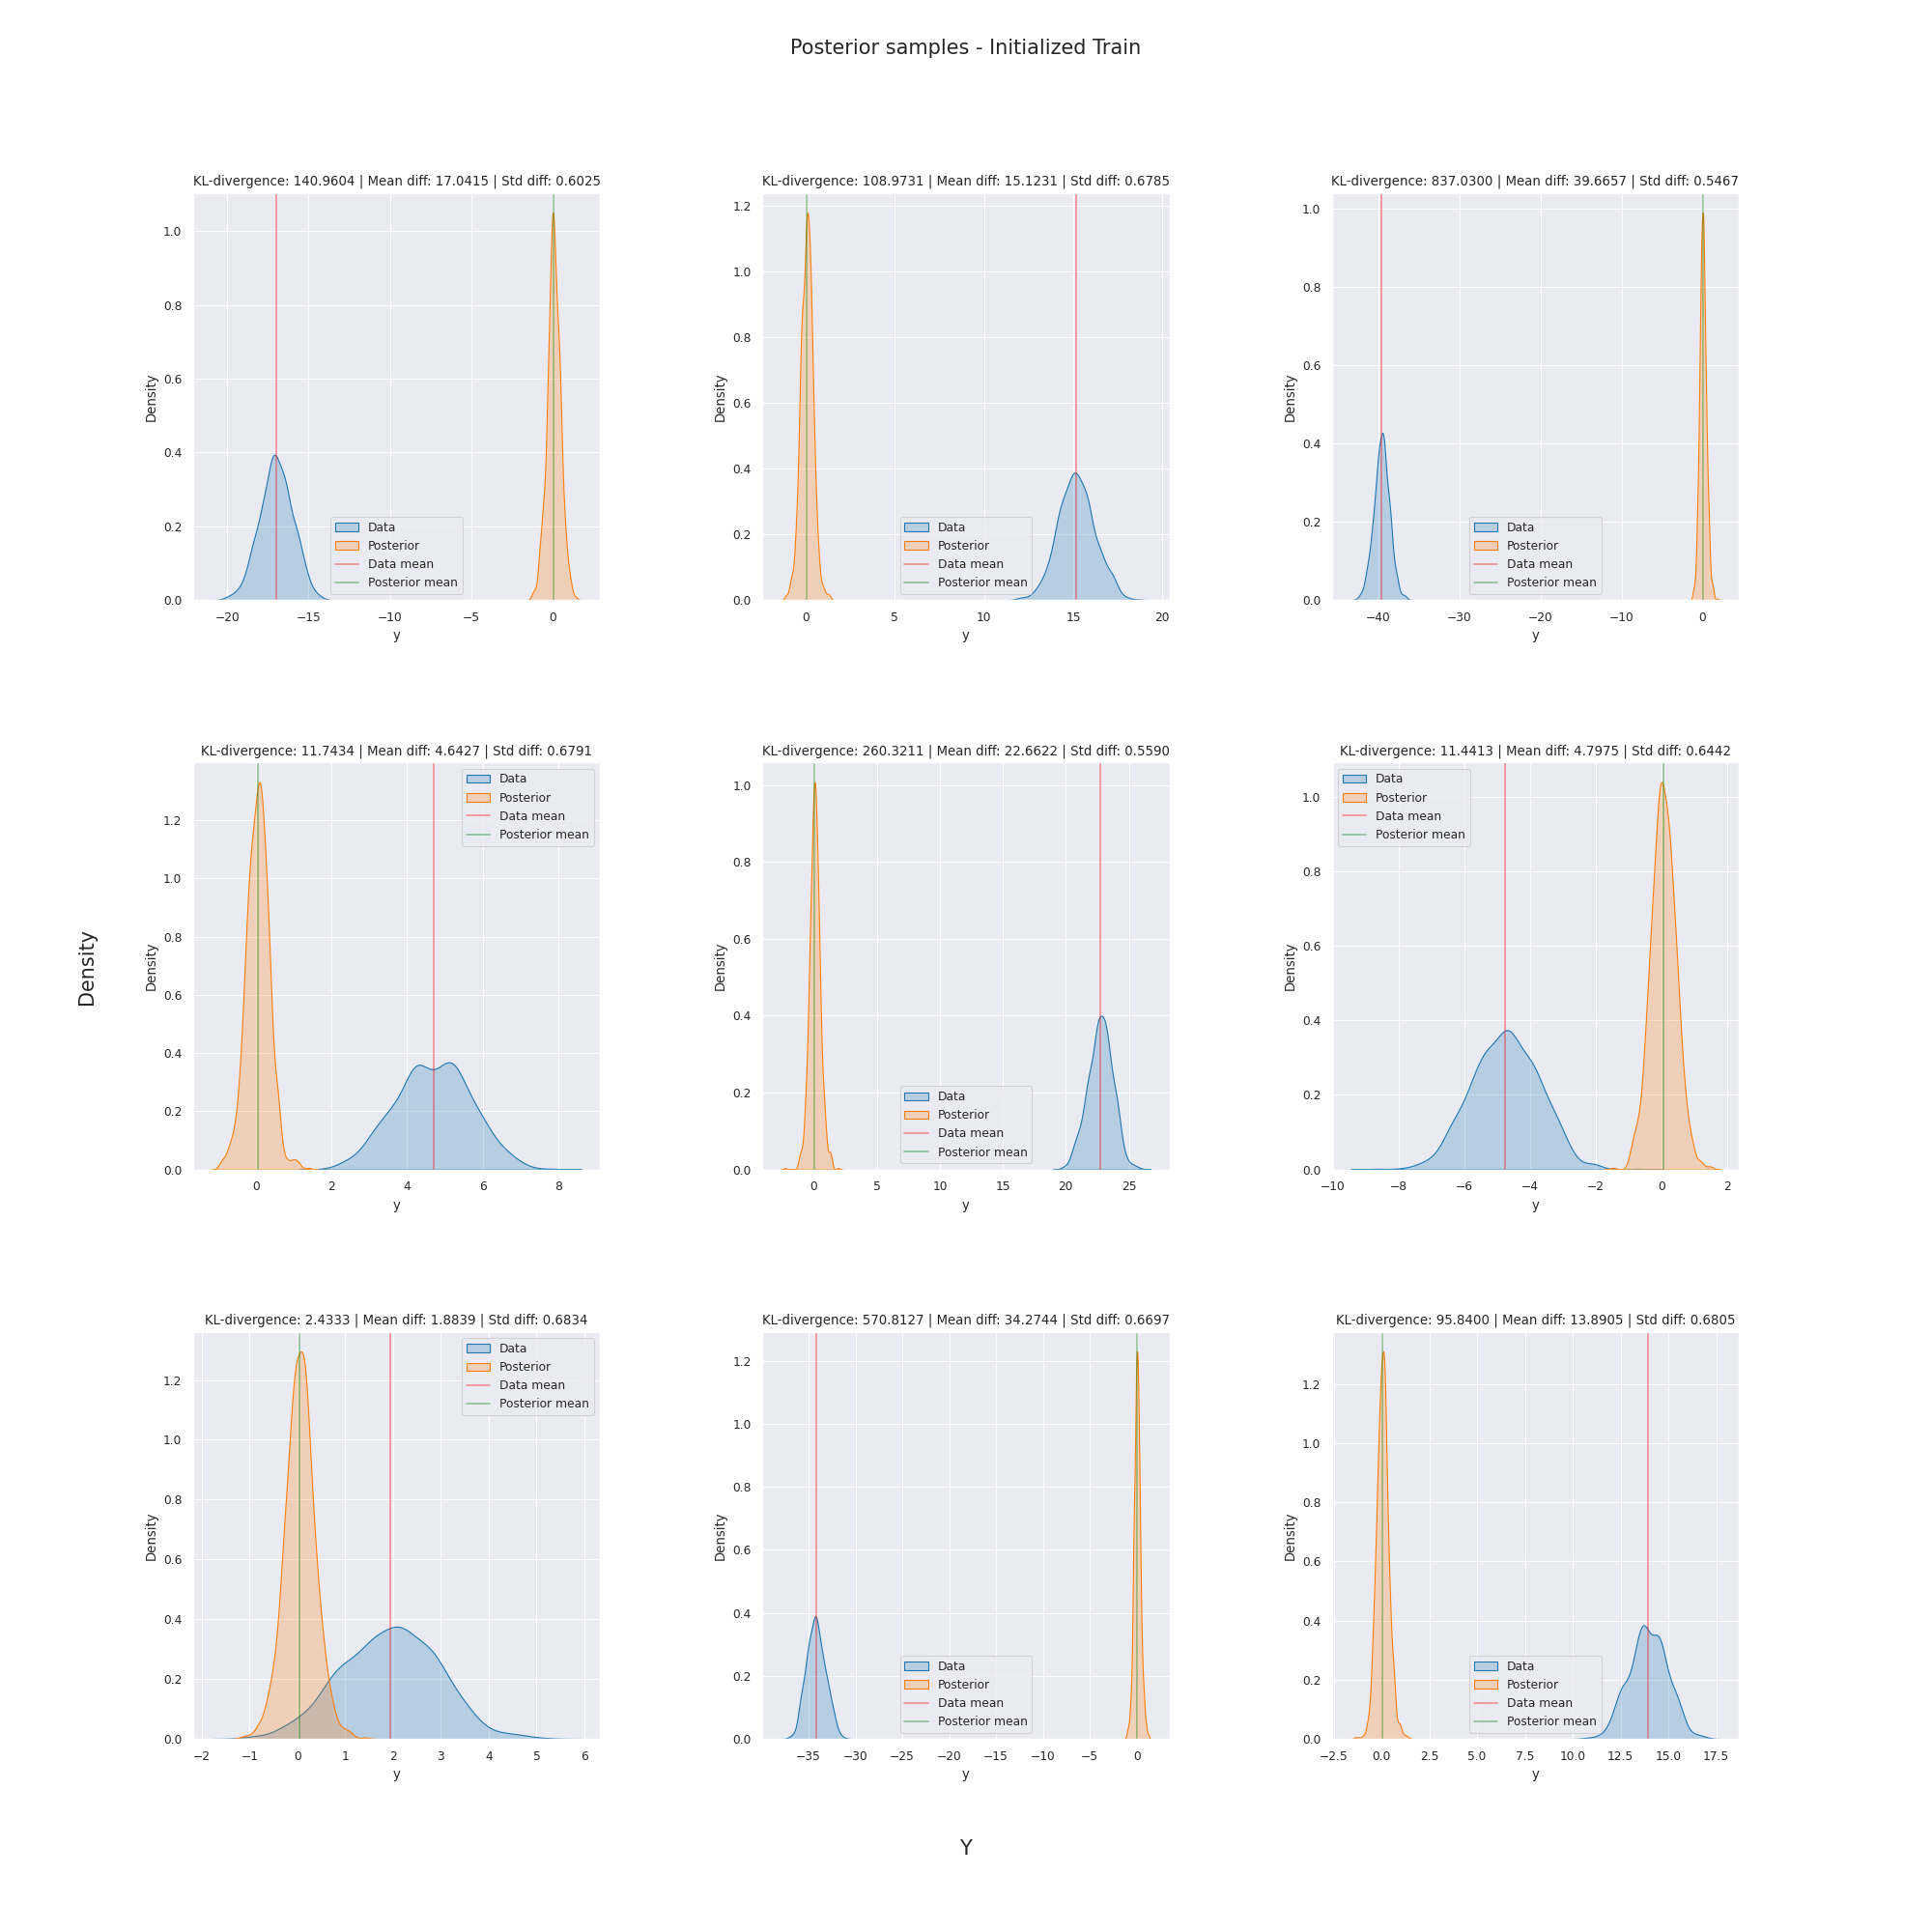 Posterior samples - Initialized Train
KL-divergence: 140.9604 | Mean diff: 17.0415 | Std diff: 0.6025
1.0
0.8
0.6
0.4
0.2
0.0
Density
Data
Posterior
Data mean
Posterior mean
−20
−15
−10
−5
0
y
KL-divergence: 108.9731 | Mean diff: 15.1231 | Std diff: 0.6785
1.2
1.0
0.8
0.6
0.4
0.2
0.0
Density
Data
Posterior
Data mean
Posterior mean
0
5
10
15
20
y
KL-divergence: 837.0300 | Mean diff: 39.6657 | Std diff: 0.5467
1.0
0.8
0.6
0.4
0.2
0.0
Density
Data
Posterior
Data mean
Posterior mean
−40
−30
−20
−10
0
y
Density
KL-divergence: 11.7434 | Mean diff: 4.6427 | Std diff: 0.6791
1.2
1.0
0.8
0.6
0.4
0.2
0.0
Density
Data
Posterior
Data mean
Posterior mean
0
2
4
6
8
y
KL-divergence: 260.3211 | Mean diff: 22.6622 | Std diff: 0.5590
1.0
0.8
0.6
0.4
0.2
0.0
Density
Data
Posterior
Data mean
Posterior mean
0
5
10
15
20
25
y
KL-divergence: 11.4413 | Mean diff: 4.7975 | Std diff: 0.6442
1.0
0.8
0.6
0.4
0.2
0.0
Density
Data
Posterior
Data mean
Posterior mean
−10
−8
−6
−4
−2
0
2
y
KL-divergence: 2.4333 | Mean diff: 1.8839 | Std diff: 0.6834
1.2
1.0
0.8
0.6
0.4
0.2
0.0
Density
Data
Posterior
Data mean
Posterior mean
−2
−1
0
1
2
3
4
5
6
y
KL-divergence: 570.8127 | Mean diff: 34.2744 | Std diff: 0.6697
1.2
1.0
0.8
0.6
0.4
0.2
0.0
Density
Data
Posterior
Data mean
Posterior mean
−35
−30
−25
−20
−15
−10
−5
0
y
KL-divergence: 95.8400 | Mean diff: 13.8905 | Std diff: 0.6805
1.2
1.0
0.8
0.6
0.4
0.2
0.0
Density
Data
Posterior
Data mean
Posterior mean
−2.5
0.0
2.5
5.0
7.5
10.0
12.5
15.0
17.5
y
Y